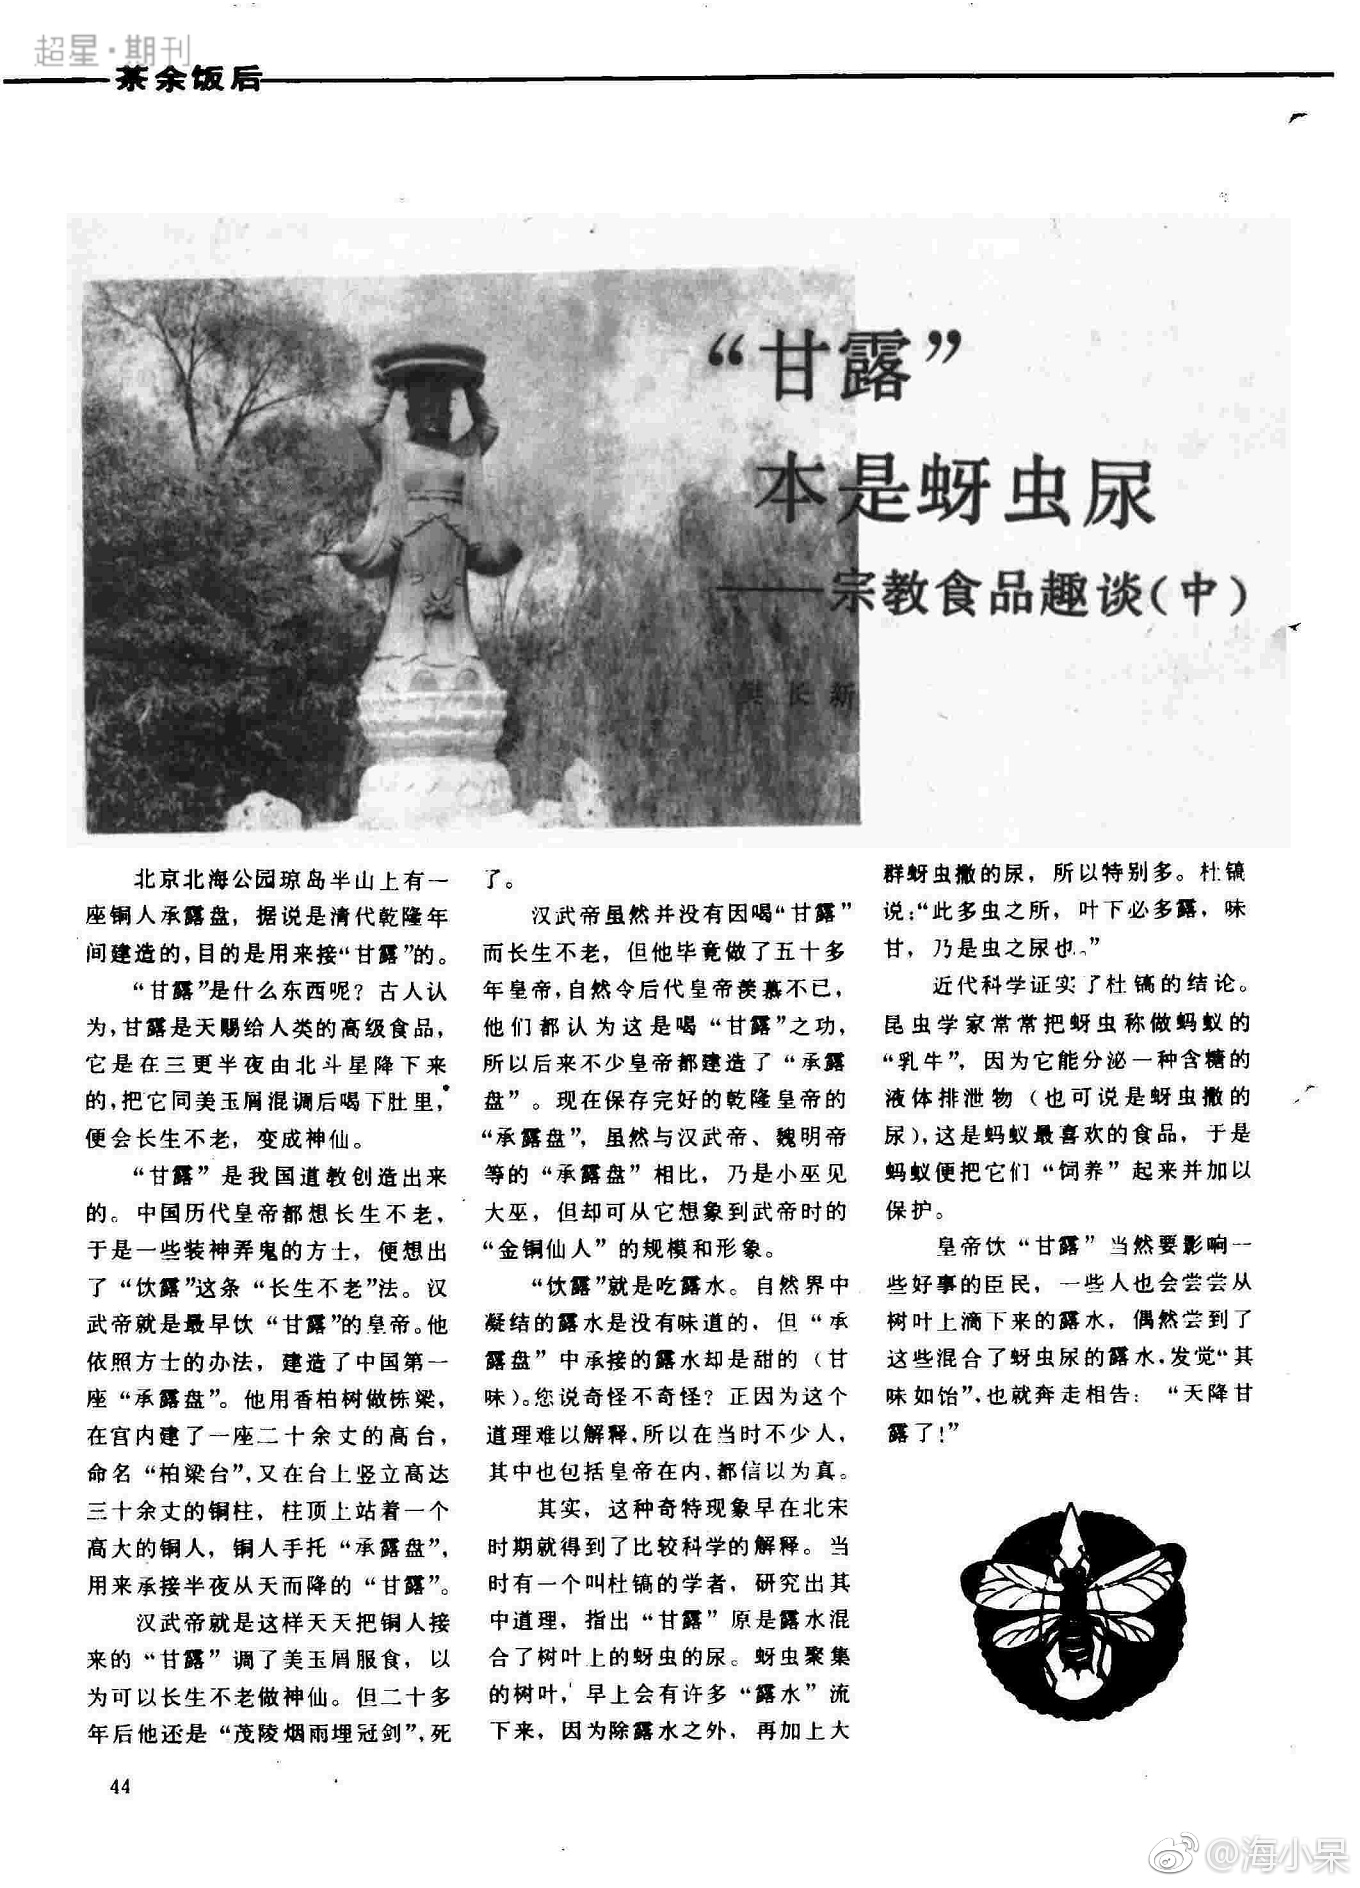 超星·期刊
茶余饭后
“甘露”
本是蚜虫尿
——宗教食品趣谈(中)
长新
北京北海公园琼岛半山上有一
座铜人承露盘，据说是清代乾隆年
间建造的，目的是用来接“甘露”的。
“甘露”是什么东西呢？古人认
为，甘露是天赐给人类的高级食品，
它是在三更半夜由北斗星降下来
的，把它同美玉屑混调后喝下肚里，
便会长生不老，变成神仙。
“甘露”是我国道教创造出来
的。中国历代皇帝都想长生不老，
于是一些装神弄鬼的方士，便想出
了“饮露”这条“长生不老”法。汉
武帝就是最早饮“甘露”的皇帝。他
依照方士的办法，建造了中国第一
座“承露盘”。他用香柏树做栋梁，
在宫内建了一座二十余丈的高台，
命名“柏梁台”，又在台上竖立高达
三十余丈的铜柱，柱顶上站着一个
高大的铜人，铜人手托“承露盘”，
用来承接半夜从天而降的“甘露”。
汉武帝就是这样天天把铜人接
来的“甘露”调了美玉屑服食，以
为可以长生不老做神仙。但二十多
年后他还是“茂陵烟雨埋冠剑”，死
了。
汉武帝虽然并没有因喝“甘露”
而长生不老，但他毕竟做了五十多
年皇帝，自然令后代皇帝羡慕不已，
他们都认为这是喝“甘露”之功，
所以后来不少皇帝都建造了“承露
盘”。现在保存完好的乾隆皇帝的
“承露盘”，虽然与汉武帝、魏明帝
等的“承露盘”相比，乃是小巫见
大巫，但却可从它想象到武帝时的
“金铜仙人”的规模和形象。
“饮露”就是吃露水。自然界中
凝结的露水是没有味道的，但“承
露盘”中承接的露水却是甜的（甘
味）。您说奇怪不奇怪？正因为这个
道理难以解释，所以在当时不少人，
其中也包括皇帝在内，都信以为真。
其实，这种奇特现象早在北宋
时期就得到了比较科学的解释。当
时有一个叫杜镐的学者，研究出其
中道理，指出“甘露”原是露水混
合了树叶上的蚜虫的尿。蚜虫聚集
的树叶，早上会有许多“露水”流
下来，因为除露水之外，再加上大
群蚜虫撒的尿，所以特别多。杜镐
说：“此多虫之所，叶下必多露，味
甘，乃是虫之尿也。”
近代科学证实了杜镐的结论。
昆虫学家常常把蚜虫称做蚂蚁的
“乳牛”，因为它能分泌一种含糖的
液体排泄物（也可说是蚜虫撒的
尿），这是蚂蚁最喜欢的食品，于是
蚂蚁便把它们“饲养”起来并加以
保护。
皇帝饮“甘露”当然要影响一
些好事的臣民，一些人也会尝尝从
树叶上滴下来的露水，偶然尝到了
这些混合了蚜虫尿的露水，发觉“其
味如饴”，也就奔走相告：“天降甘
露了！”
44
@海小呆